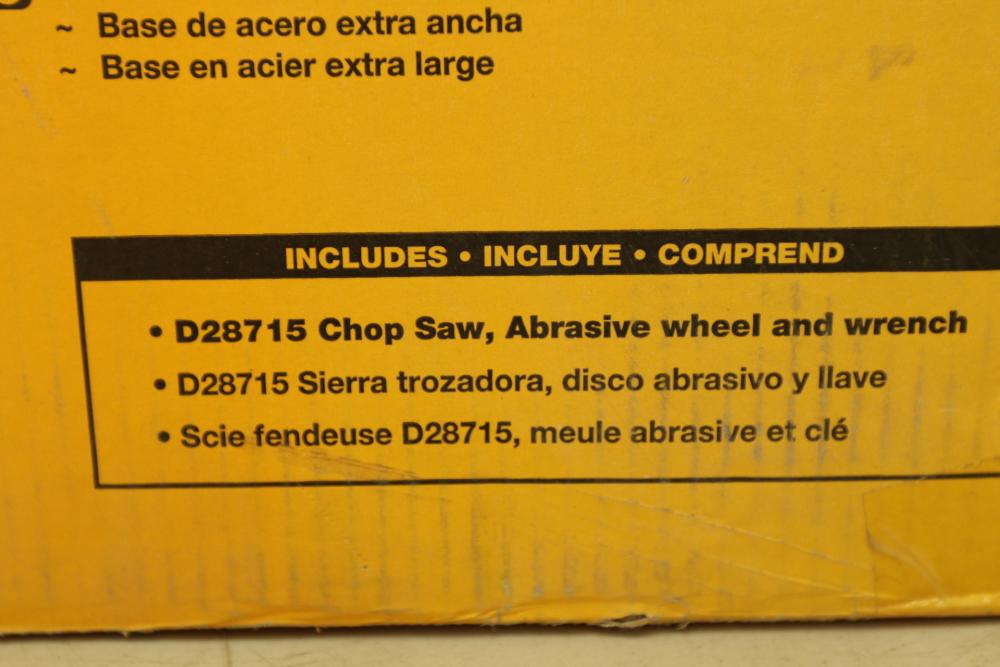 ~ Base de acero extra ancha
~ Base en acier extra large
INCLUDES • INCLUYE • COMPREND
• D28715 Chop Saw, Abrasive wheel and wrench
• D28715 Sierra trozadora, disco abrasivo y llave
• Scie fendeuse D28715, meule abrasive et clé